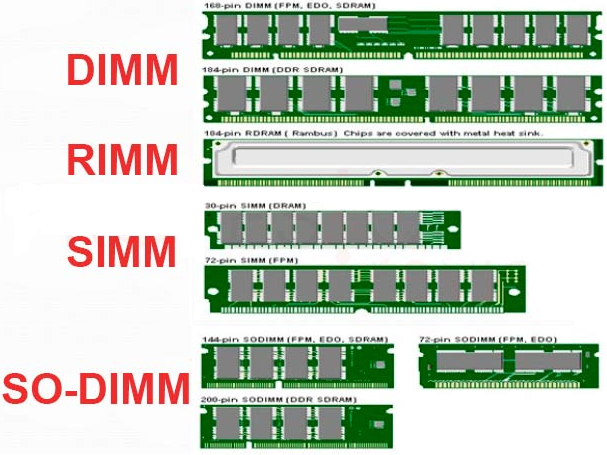 168-pin DIMM (FPM, EDO, SDRAM)
DIMM
184-pin DIMM (DDR SDRAM)
184-pin RDRAM ( Rambus) Chips are covered with metal heat sink.
RIMM
30-pin SIMM (DRAM)
SIMM
72-pin SIMM (FPM)
144-pin SODIMM (FPM, EDO, SDRAM)
72-pin SODIMM (FPM, EDO)
SO-DIMM
200-pin SODIMM (DDR SDRAM)